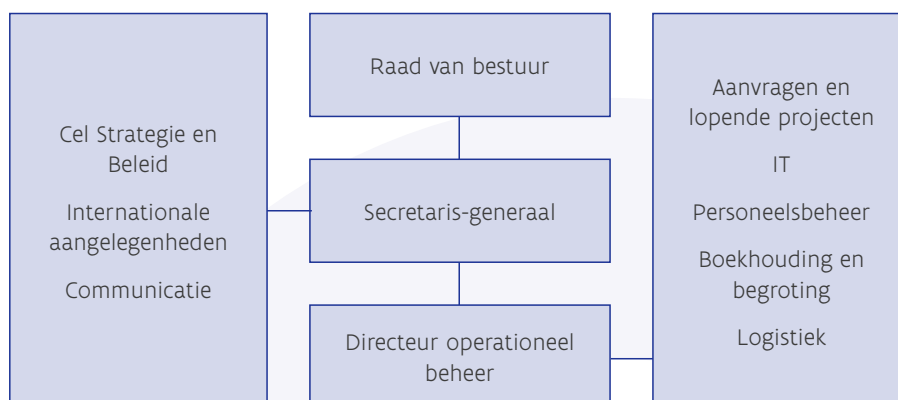 Cel Strategie en
Beleid
Internationale
aangelegenheden
Communicatie
Raad van bestuur
Secretaris-generaal
Directeur operationeel
beheer
Aanvragen en
lopende projecten
IT
Personeelsbeheer
Boekhouding en
begroting
Logistiek